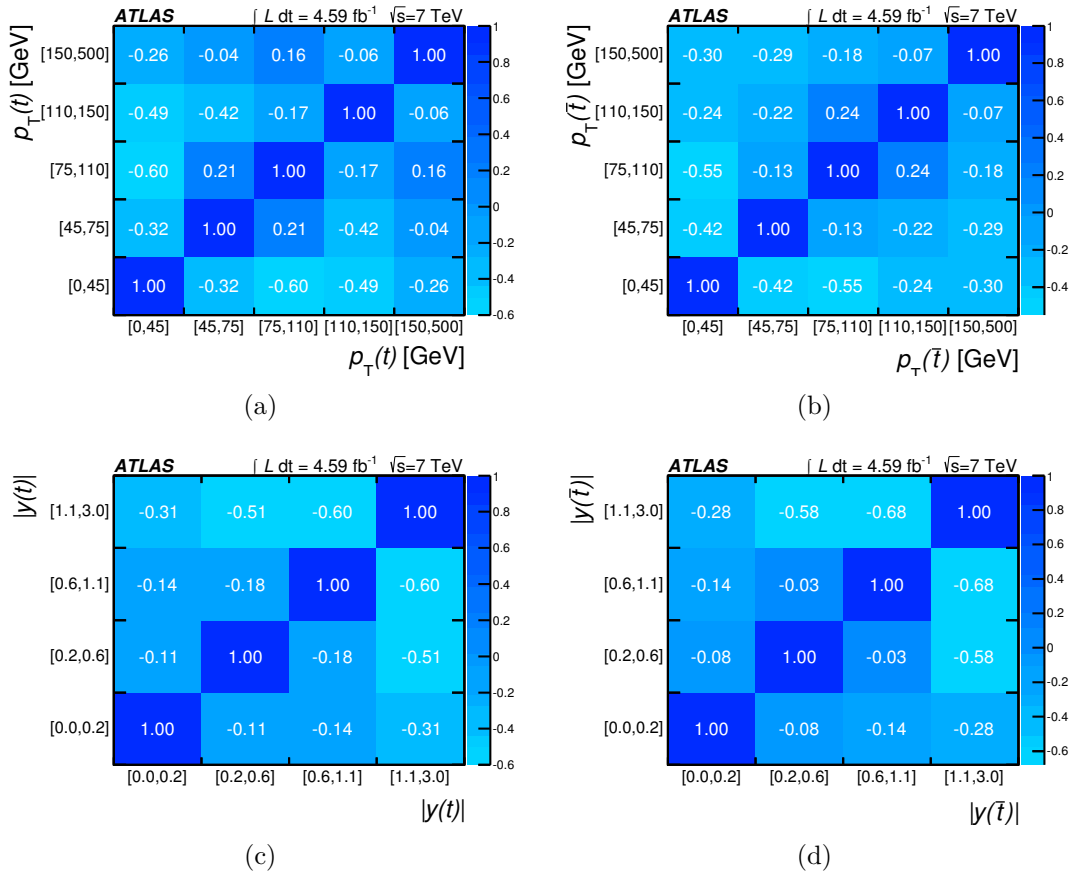 ATLAS ∫ L dt = 4.59 fb⁻¹ √s=7 TeV
p_T(t) [GeV]
[150,500] -0.26 -0.04 0.16 -0.06 1.00
[110,150] -0.49 -0.42 -0.17 1.00 -0.06
[75,110] -0.60 0.21 1.00 -0.17 0.16
[45,75] -0.32 1.00 0.21 -0.42 -0.04
[0,45] 1.00 -0.32 -0.60 -0.49 -0.26
[0,45] [45,75] [75,110] [110,150] [150,500]
p_T(t) [GeV]
1
0.8
0.6
0.4
0.2
0
-0.2
-0.4
-0.6
(a)
ATLAS ∫ L dt = 4.59 fb⁻¹ √s=7 TeV
p_T(t̄) [GeV]
[150,500] -0.30 -0.29 -0.18 -0.07 1.00
[110,150] -0.24 -0.22 0.24 1.00 -0.07
[75,110] -0.55 -0.13 1.00 0.24 -0.18
[45,75] -0.42 1.00 -0.13 -0.22 -0.29
[0,45] 1.00 -0.42 -0.55 -0.24 -0.30
[0,45] [45,75] [75,110] [110,150] [150,500]
p_T(t̄) [GeV]
1
0.8
0.6
0.4
0.2
0
-0.2
-0.4
(b)
ATLAS ∫ L dt = 4.59 fb⁻¹ √s=7 TeV
|y(t)|
[1.1,3.0] -0.31 -0.51 -0.60 1.00
[0.6,1.1] -0.14 -0.18 1.00 -0.60
[0.2,0.6] -0.11 1.00 -0.18 -0.51
[0.0,0.2] 1.00 -0.11 -0.14 -0.31
[0.0,0.2] [0.2,0.6] [0.6,1.1] [1.1,3.0]
|y(t)|
1
0.8
0.6
0.4
0.2
0
-0.2
-0.4
-0.6
(c)
ATLAS ∫ L dt = 4.59 fb⁻¹ √s=7 TeV
|y(t̄)|
[1.1,3.0] -0.28 -0.58 -0.68 1.00
[0.6,1.1] -0.14 -0.03 1.00 -0.68
[0.2,0.6] -0.08 1.00 -0.03 -0.58
[0.0,0.2] 1.00 -0.08 -0.14 -0.28
[0.0,0.2] [0.2,0.6] [0.6,1.1] [1.1,3.0]
|y(t̄)|
1
0.8
0.6
0.4
0.2
0
-0.2
-0.4
-0.6
(d)